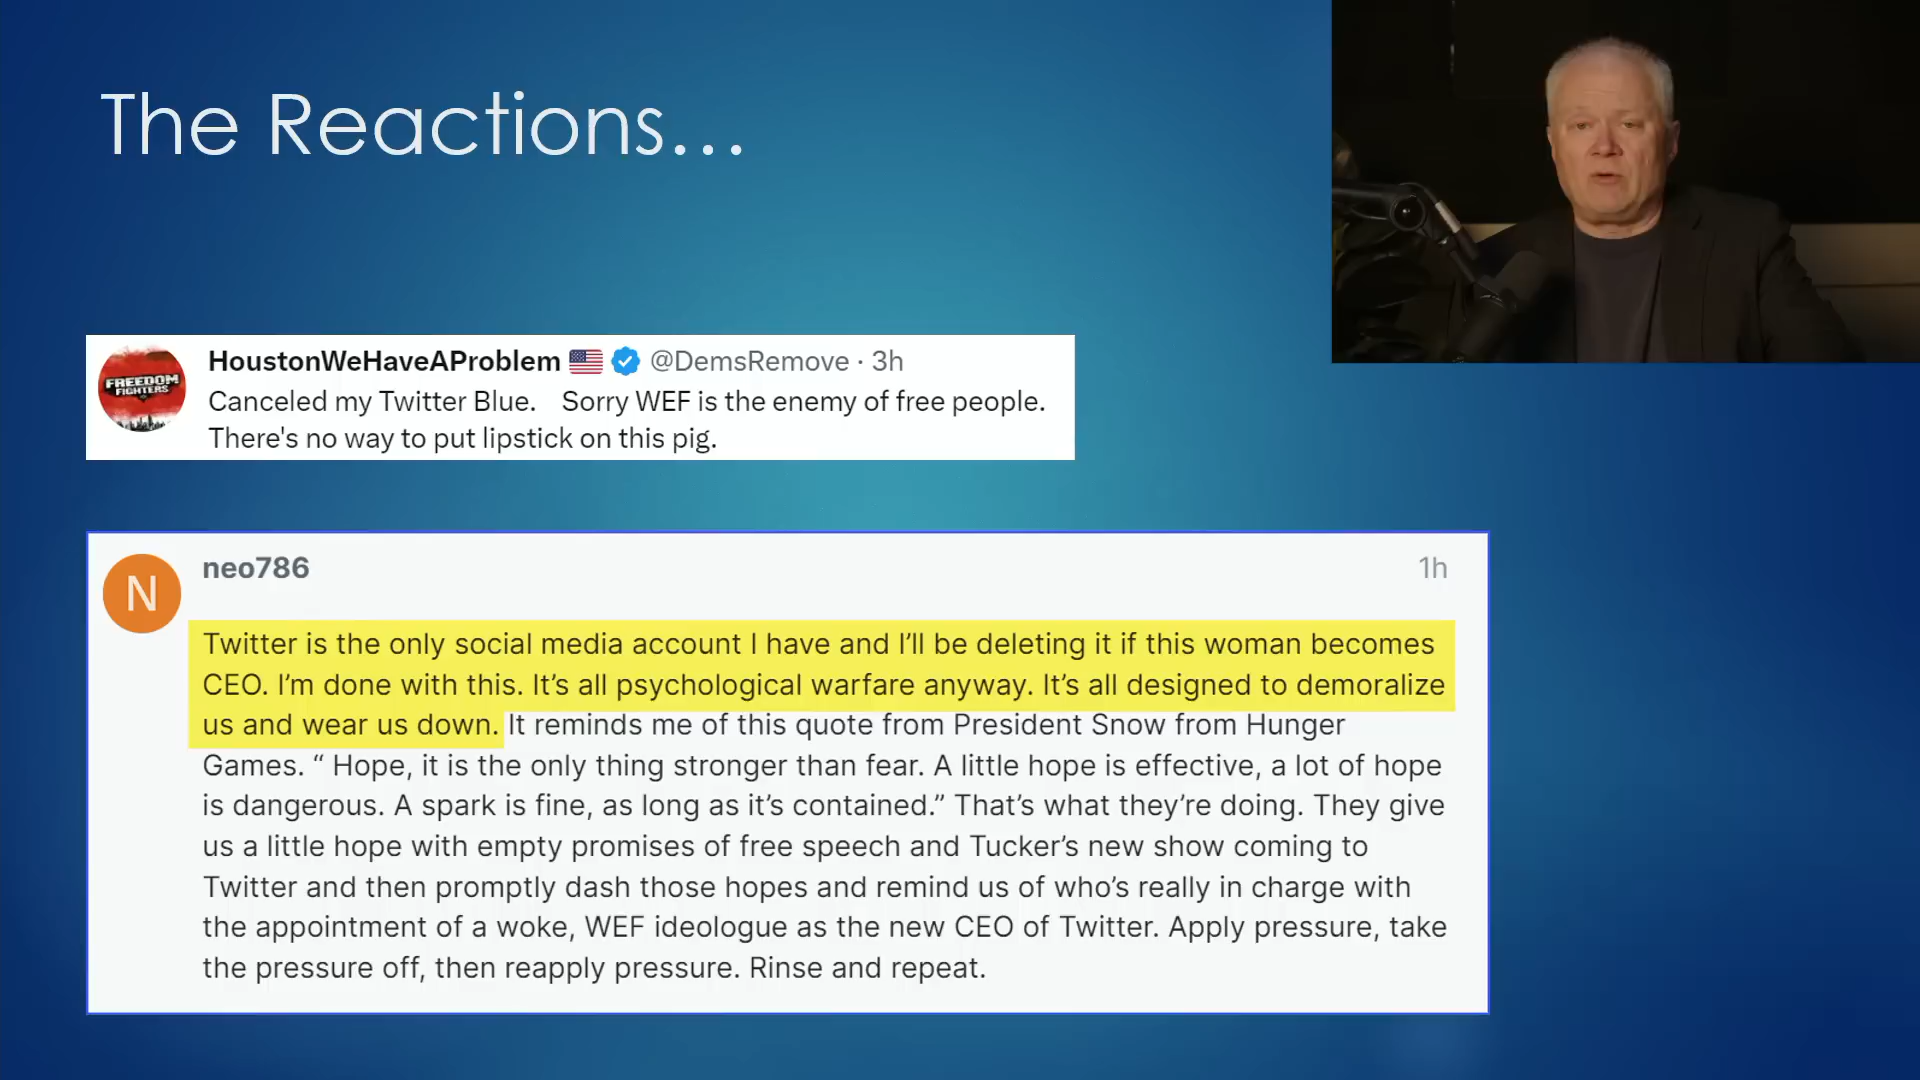 The Reactions...
FREEDOM
FIGHTERS
HoustonWeHaveAProblem @DemsRemove · 3h
Canceled my Twitter Blue. Sorry WEF is the enemy of free people.
There's no way to put lipstick on this pig.
N
neo786 1h
Twitter is the only social media account I have and I’ll be deleting it if this woman becomes
CEO. I’m done with this. It’s all psychological warfare anyway. It’s all designed to demoralize
us and wear us down. It reminds me of this quote from President Snow from Hunger
Games. “ Hope, it is the only thing stronger than fear. A little hope is effective, a lot of hope
is dangerous. A spark is fine, as long as it’s contained.” That’s what they’re doing. They give
us a little hope with empty promises of free speech and Tucker’s new show coming to
Twitter and then promptly dash those hopes and remind us of who’s really in charge with
the appointment of a woke, WEF ideologue as the new CEO of Twitter. Apply pressure, take
the pressure off, then reapply pressure. Rinse and repeat.